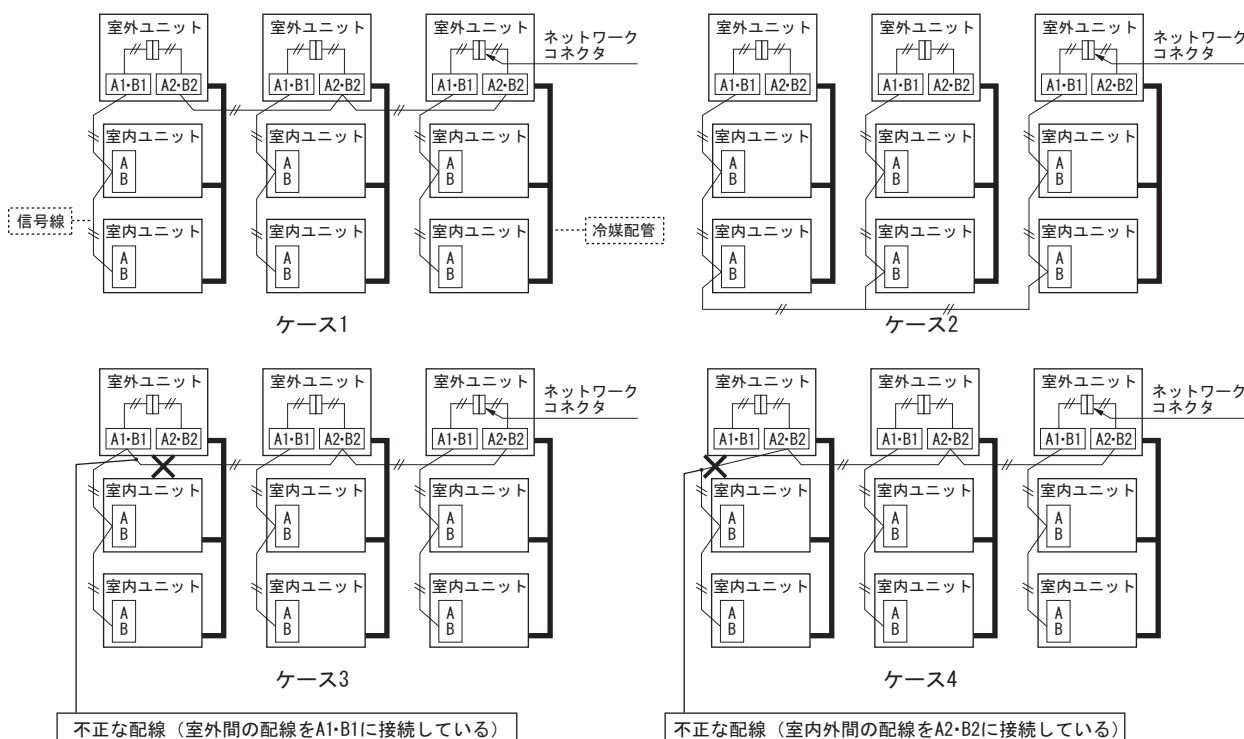 室外ユニット 室外ユニット 室外ユニット ネットワーク
コネクタ
A1・B1 A2・B2 A1・B1 A2・B2 A1・B1 A2・B2
室内ユニット 室内ユニット 室内ユニット
A A A
B B B
信号線 冷媒配管
室内ユニット 室内ユニット 室内ユニット
A A A
B B B
ケース1
室外ユニット 室外ユニット 室外ユニット ネットワーク
コネクタ
A1・B1 A2・B2 A1・B1 A2・B2 A1・B1 A2・B2
室内ユニット 室内ユニット 室内ユニット
A A A
B B B
室内ユニット 室内ユニット 室内ユニット
A A A
B B B
ケース2
室外ユニット 室外ユニット 室外ユニット ネットワーク
コネクタ
A1・B1 A2・B2 A1・B1 A2・B2 A1・B1 A2・B2
室内ユニット 室内ユニット 室内ユニット
A A A
B B B
室内ユニット 室内ユニット 室内ユニット
A A A
B B B
ケース3
不正な配線（室外間の配線をA1・B1に接続している）
室外ユニット 室外ユニット 室外ユニット ネットワーク
コネクタ
A1・B1 A2・B2 A1・B1 A2・B2 A1・B1 A2・B2
室内ユニット 室内ユニット 室内ユニット
A A A
B B B
室内ユニット 室内ユニット 室内ユニット
A A A
B B B
ケース4
不正な配線（室内外間の配線をA2・B2に接続している）